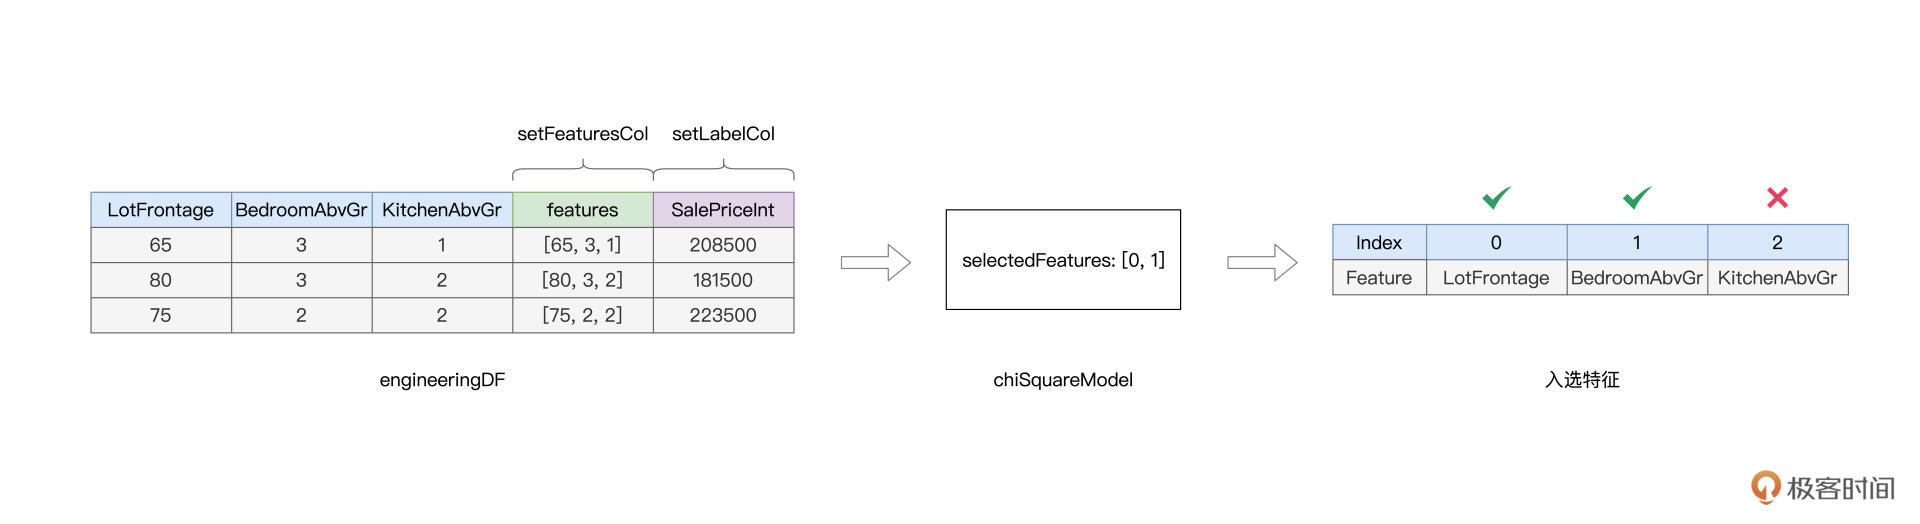 setFeaturesCol setLabelCol
LotFrontage BedroomAbvGr KitchenAbvGr features SalePriceInt
65 3 1 [65, 3, 1] 208500
80 3 2 [80, 3, 2] 181500
75 2 2 [75, 2, 2] 223500
engineeringDF
selectedFeatures: [0, 1]
chiSquareModel
Index 0 1 2
Feature LotFrontage BedroomAbvGr KitchenAbvGr
入选特征
极客时间